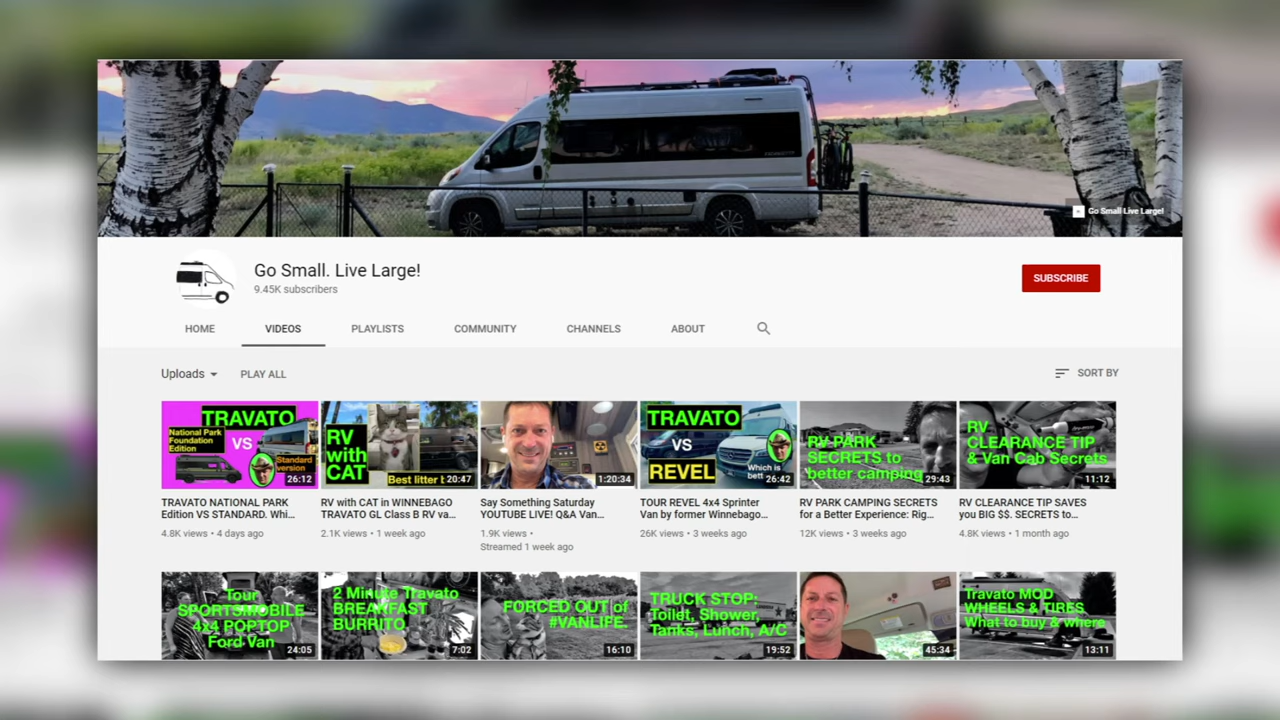 Go Small Live Large!
Go Small. Live Large!
9.45K subscribers
SUBSCRIBE
HOME
VIDEOS
PLAYLISTS
COMMUNITY
CHANNELS
ABOUT
Uploads
PLAY ALL
SORT BY
TRAVATO
National Park
Foundation
Edition
VS
Standard
version
26:12
RV
with
CAT
Best litter b
20:47
1:20:34
TRAVATO
VS
REVEL
Which is
bett
26:42
RV PARK
SECRETS to
better camping
29:43
RV
CLEARANCE TIP
& Van Cab Secrets
11:12
TRAVATO NATIONAL PARK
Edition VS STANDARD. Whi...
4.8K views • 4 days ago
RV with CAT in WINNEBAGO
TRAVATO GL Class B RV va...
2.1K views • 1 week ago
Say Something Saturday
YOUTUBE LIVE! Q&A Van...
1.9K views •
Streamed 1 week ago
TOUR REVEL 4x4 Sprinter
Van by former Winnebago...
26K views • 3 weeks ago
RV PARK CAMPING SECRETS
for a Better Experience: Rig...
12K views • 3 weeks ago
RV CLEARANCE TIP SAVES
you BIG $$. SECRETS to...
4.8K views • 1 month ago
Tour
SPORTSMOBILE
4x4 POPTOP
Ford Van
24:05
2 Minute Travato
BREAKFAST
BURRITO
7:02
FORCED OUT of
#VANLIFE.
16:10
TRUCK STOP:
Toilet, Shower,
Tanks, Lunch, A/C
19:52
45:34
Travato MOD
WHEELS & TIRES
What to buy & where
13:11